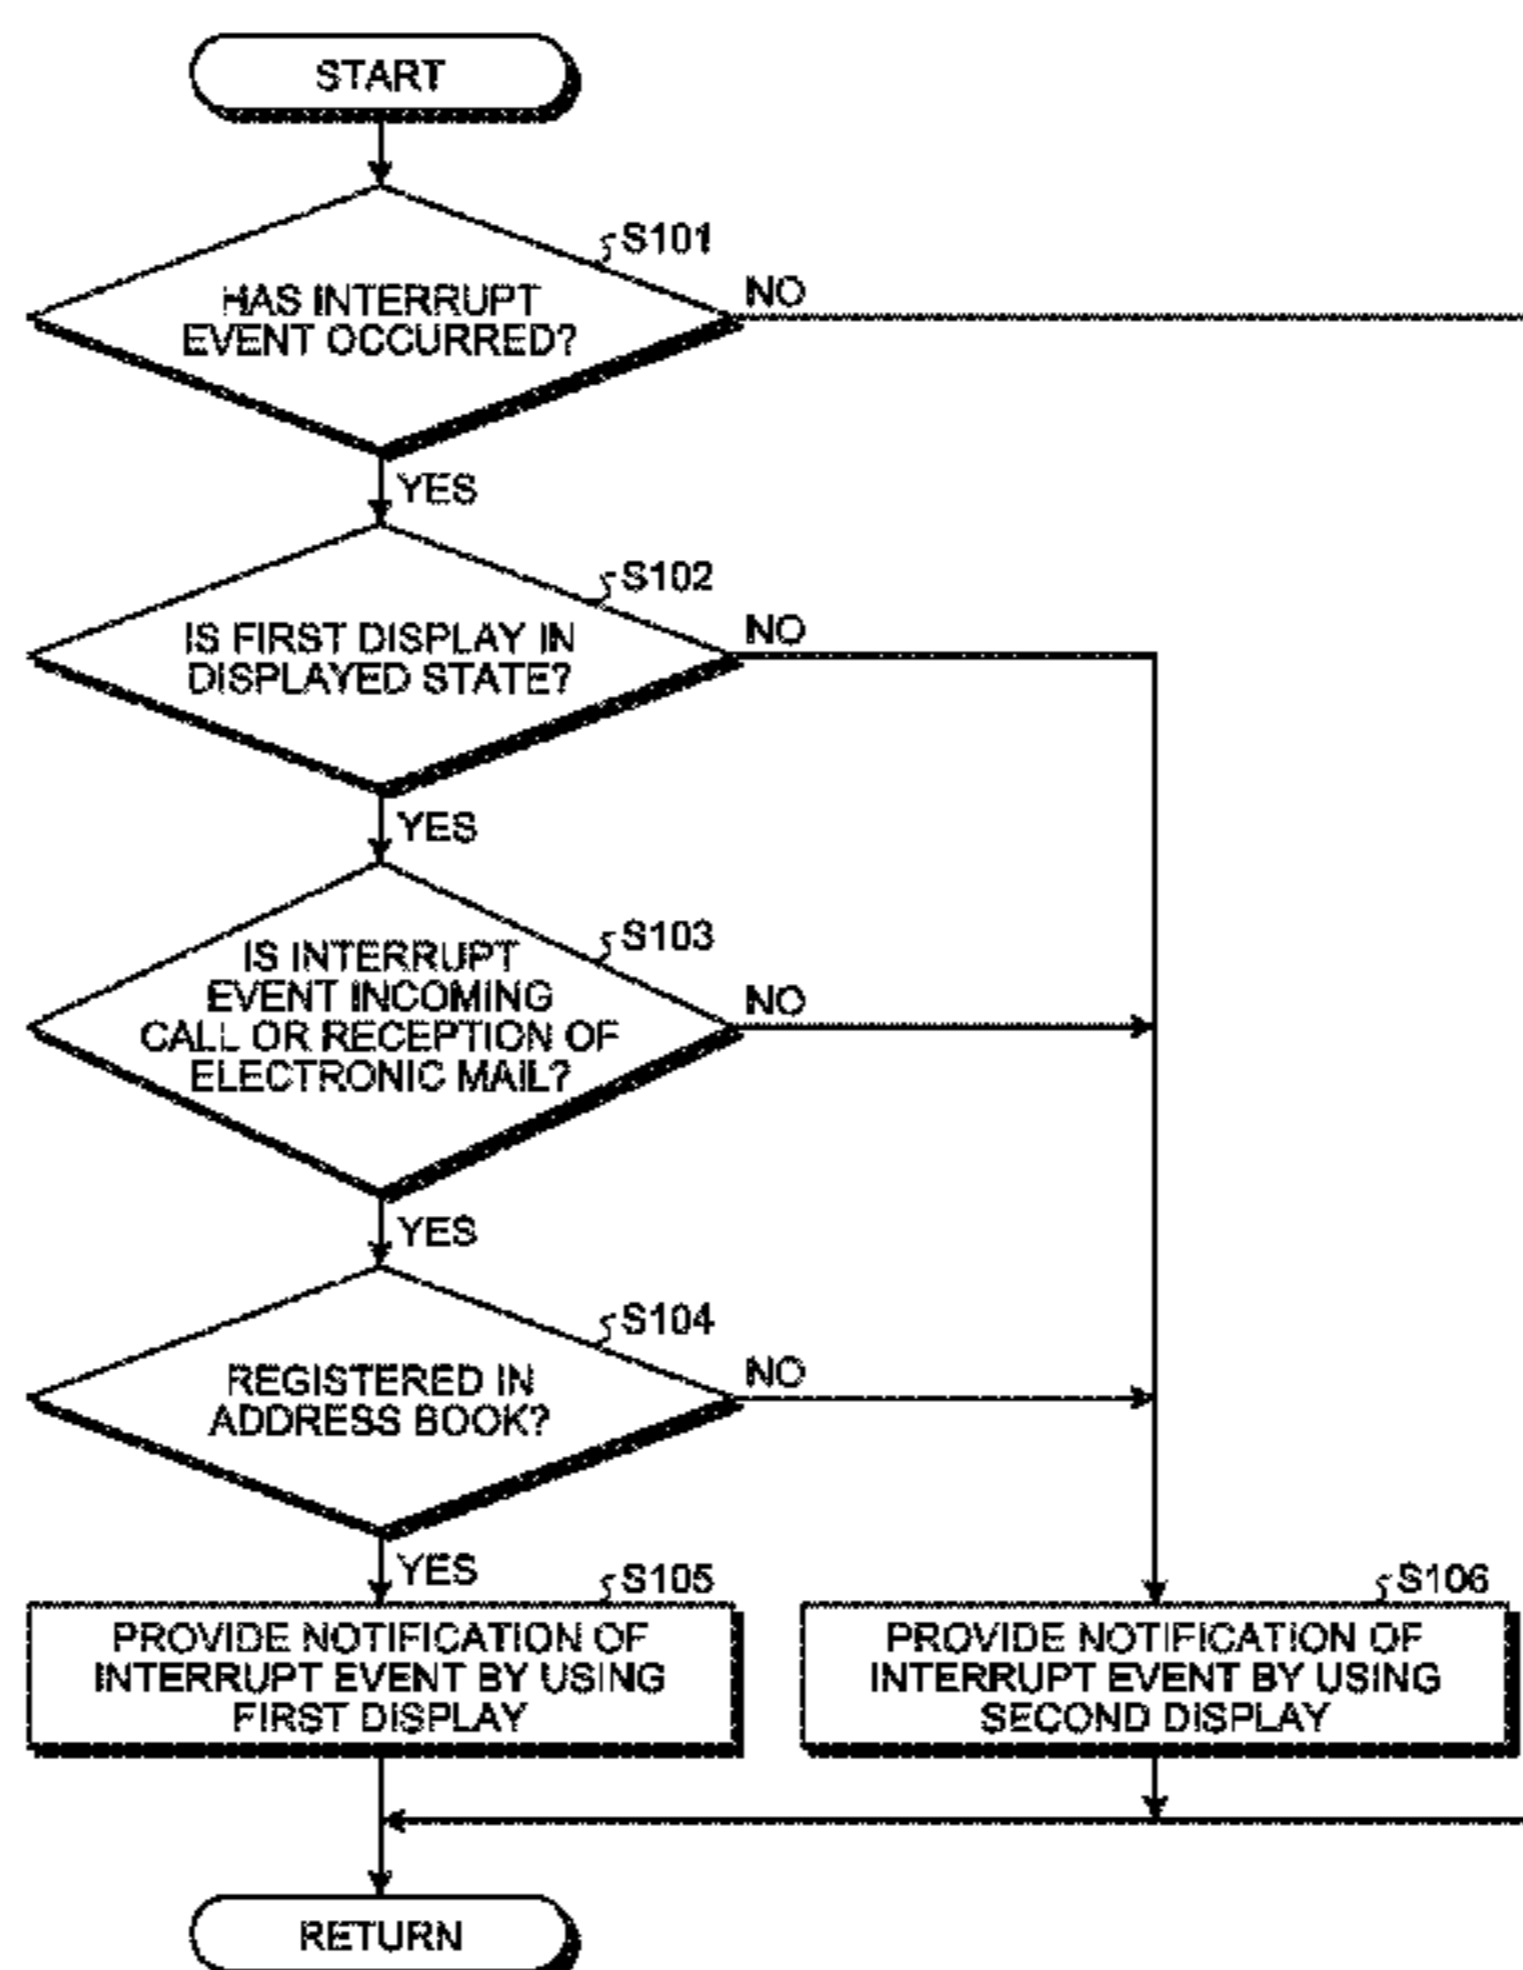 START
S101
HAS INTERRUPT
EVENT OCCURRED?
NO
YES
S102
IS FIRST DISPLAY IN
DISPLAYED STATE?
NO
YES
S103
IS INTERRUPT
EVENT INCOMING
CALL OR RECEPTION OF
ELECTRONIC MAIL?
NO
YES
S104
REGISTERED IN
ADDRESS BOOK?
NO
YES
S105
PROVIDE NOTIFICATION OF
INTERRUPT EVENT BY USING
FIRST DISPLAY
S106
PROVIDE NOTIFICATION OF
INTERRUPT EVENT BY USING
SECOND DISPLAY
RETURN